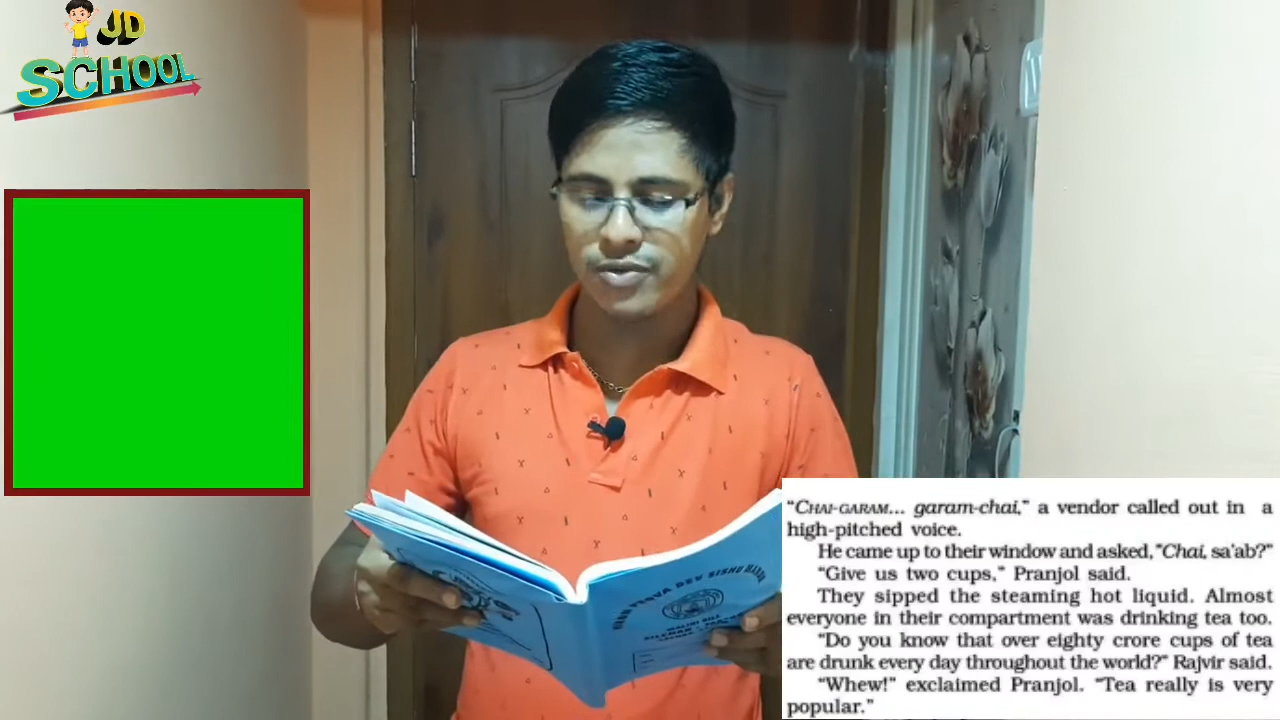 JD
SCHOOL
“CHAI-GARAM... garam-chai,” a vendor called out in a
high-pitched voice.
He came up to their window and asked, “Chai, sa'ab?”
“Give us two cups,” Pranjol said.
They sipped the steaming hot liquid. Almost
everyone in their compartment was drinking tea too.
“Do you know that over eighty crore cups of tea
are drunk every day throughout the world?” Rajvir said.
“Whew!” exclaimed Pranjol. “Tea really is very
popular.”